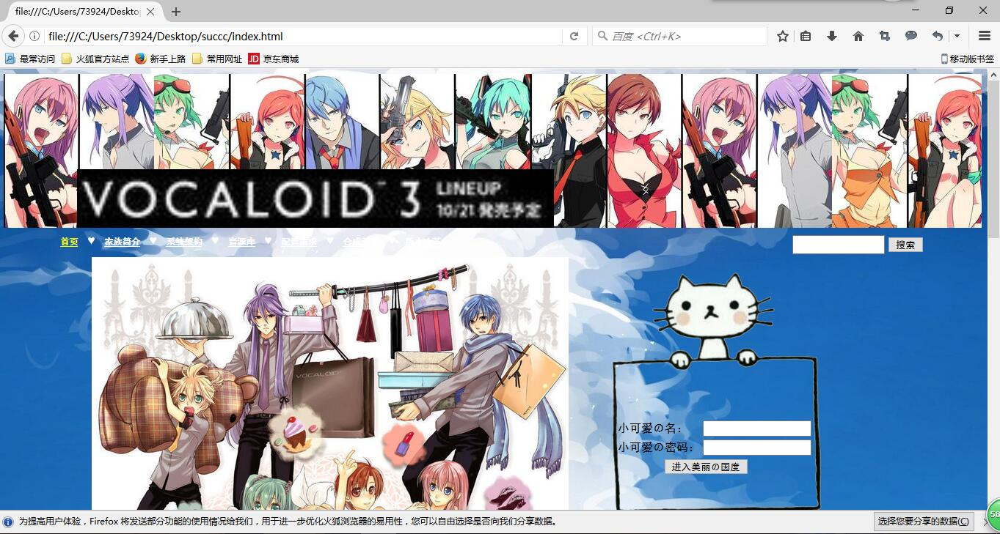 file:///C:/Users/73924/Desktop
file:///C:/Users/73924/Desktop/succc/index.html
百度 <Ctrl+K>
最常访问 火狐官方站点 新手上路 常用网址 JD 京东商城
移动版书签
VOCALOID™ 3 LINEUP
10/21 発売予定
首页 ♥ 家族简介 ♥ 系统架构 ♥ 音源库 ♥ ♥
搜索
VOCALOID
小可爱の名：
小可爱の密码：
进入美丽の国度
为提高用户体验，Firefox 将发送部分功能的使用情况给我们，用于进一步优化火狐浏览器的易用性，您可以自由选择是否向我们分享数据。
选择您要分享的数据(C)
58